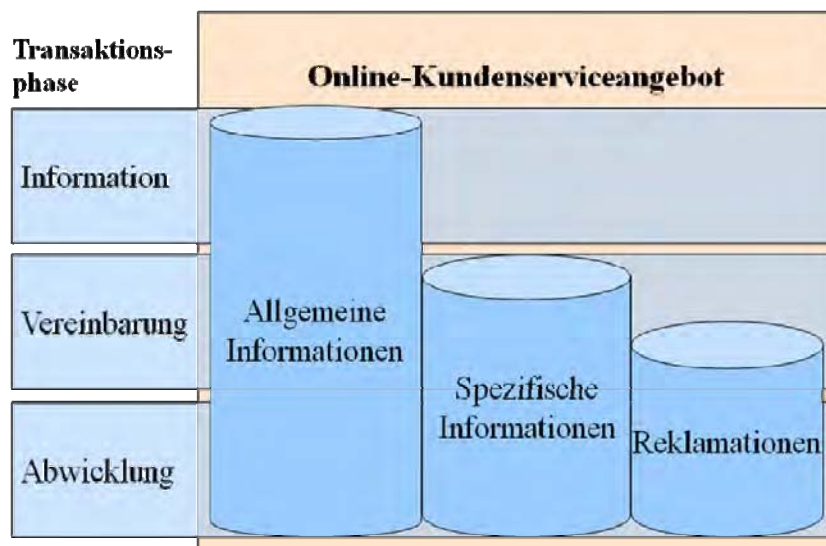 Transaktions-
phase
Online-Kundenserviceangebot
Information
Vereinbarung
Abwicklung
Allgemeine
Informationen
Spezifische
Informationen
Reklamationen